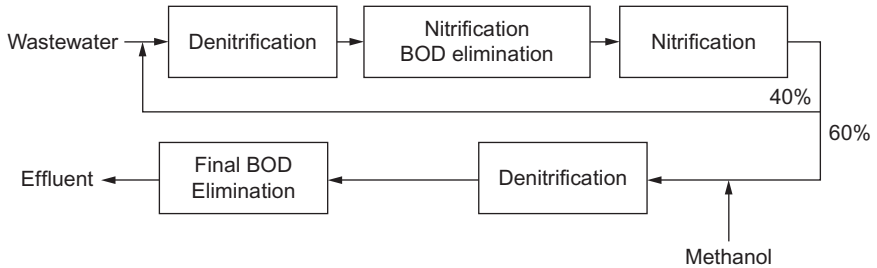 Wastewater
Denitrification
Nitrification
BOD elimination
Nitrification
40%
60%
Effluent
Final BOD
Elimination
Denitrification
Methanol